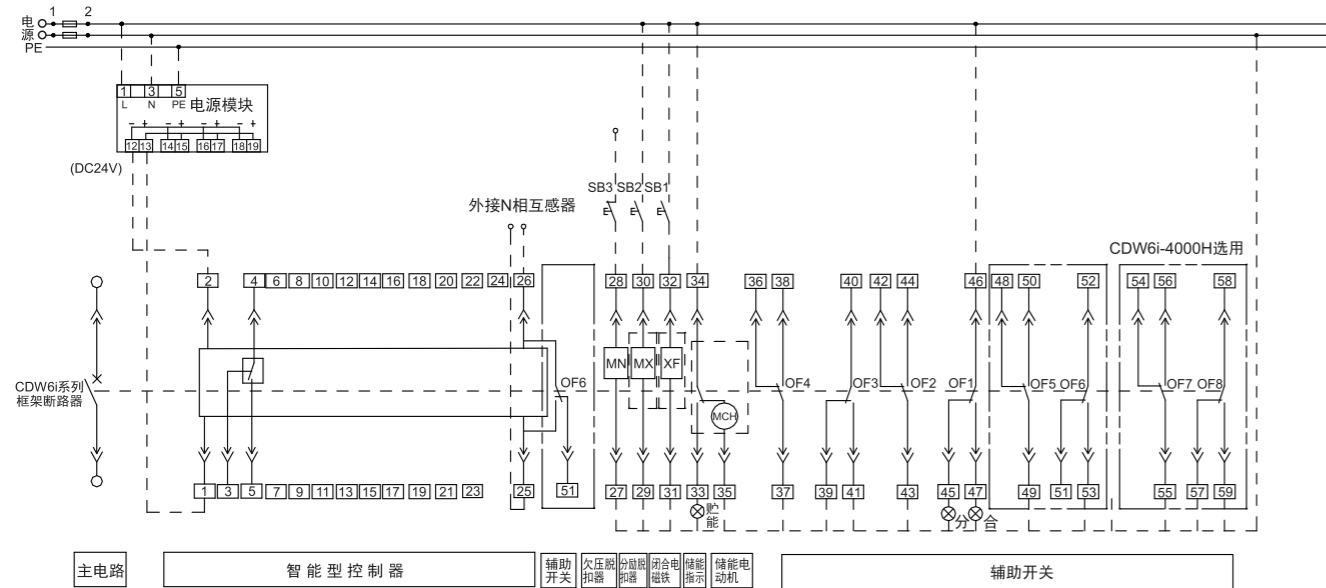 1 2
电
源
PE
1 3 5
L N PE 电源模块
- + - + - + - +
12 13 14 15 16 17 18 19
(DC24V)
SB3 SB2 SB1
外接N相互感器
CDW6i-4000H选用
2 4 6 8 10 12 14 16 18 20 22 24 26 28 30 32 34 36 38 40 42 44 46 48 50 52 54 56 58
MN MX XF
CDW6i系列
框架断路器
OF6 OF4 OF3 OF2 OF1 OF5 OF6 OF7 OF8
MCH
1 3 5 7 9 11 13 15 17 19 21 23 25 51 27 29 31 33 35 37 39 41 43 45 47 49 51 53 55 57 59
贮
能
分 合
主电路
智能型控制器
辅助
开关
欠压脱
扣器
分励脱
扣器
闭合电
磁铁
储能
指示
储能电
动机
辅助开关